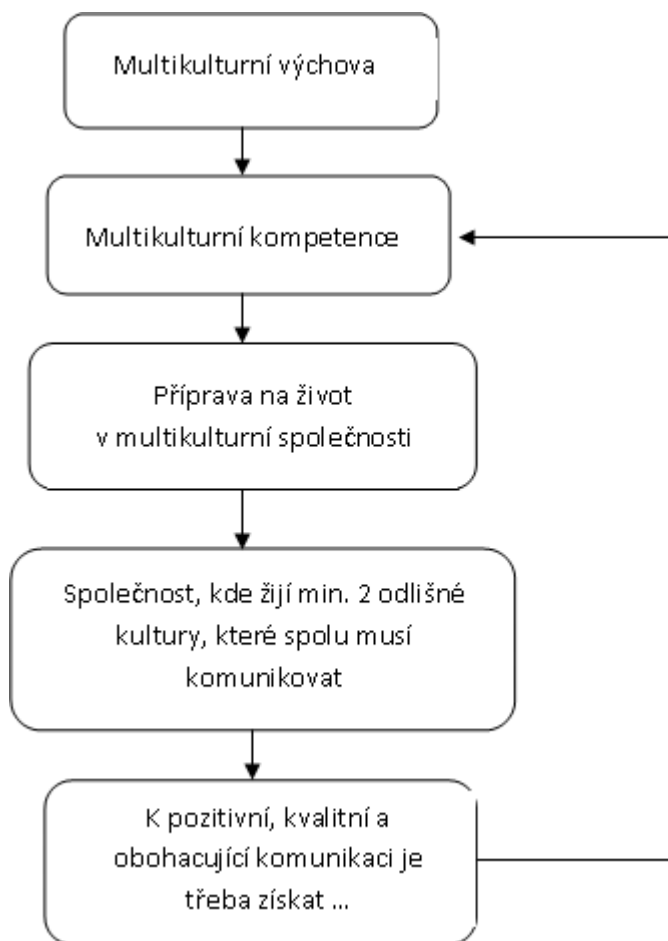 Multikulturní výchova
Multikulturní kompetence
Příprava na život
v multikulturní společnosti
Společnost, kde žijí min. 2 odlišné
kultury, které spolu musí
komunikovat
K pozitivní, kvalitní a
obohacující komunikaci je
třeba získat ...